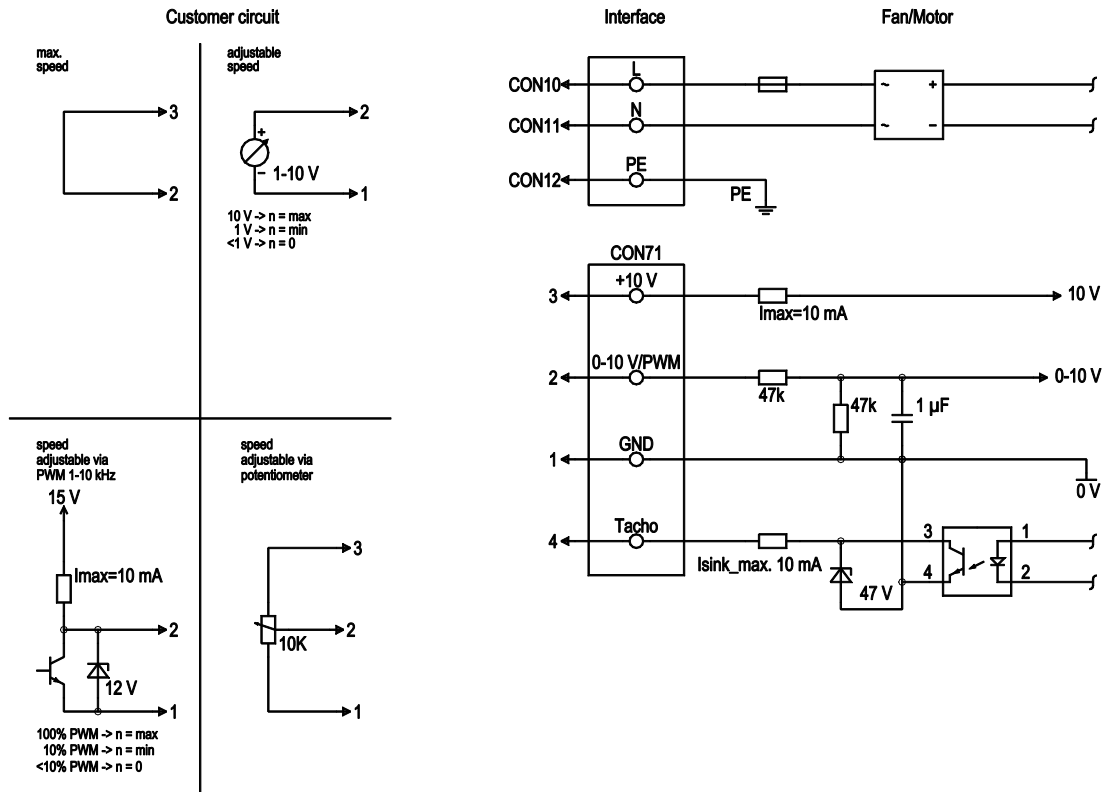 Customer circuit
Interface
Fan/Motor
max.
speed
3
2
adjustable
speed
2
+
– 1-10 V
1
10 V -> n = max
1 V -> n = min
<1 V -> n = 0
speed
adjustable via
PWM 1-10 kHz
15 V
Imax=10 mA
2
12 V
1
100% PWM -> n = max
10% PWM -> n = min
<10% PWM -> n = 0
speed
adjustable via
potentiometer
3
2
10K
1
L
CON10
~ +
N
CON11
~ –
PE
CON12
PE
CON71
+10 V
3
10 V
Imax=10 mA
0-10 V/PWM
2
0-10 V
47k
47k
1 µF
GND
1
0 V
Tacho
4
3
1
Isink_max. 10 mA
4
2
47 V